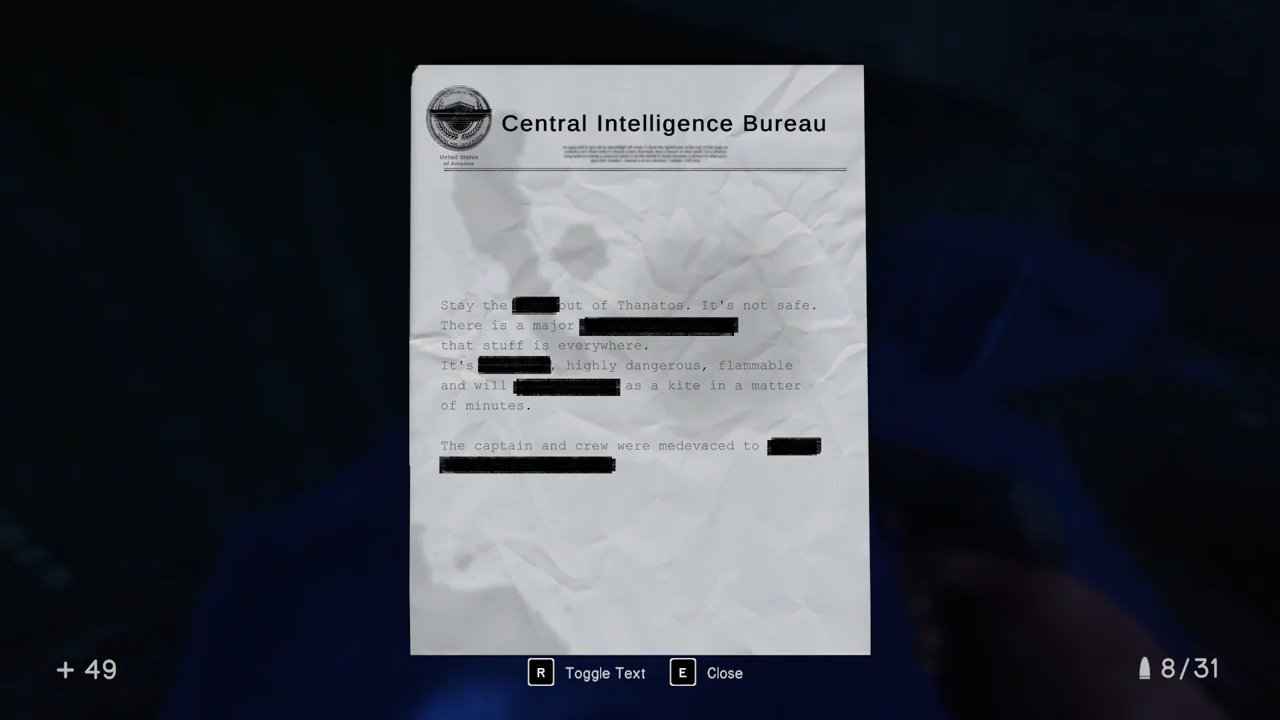 Central Intelligence Bureau
United States
of America
Stay the out of Thanatos. It's not safe.
There is a major
that stuff is everywhere.
It's , highly dangerous, flammable
and will as a kite in a matter
of minutes.
The captain and crew were medevaced to
+ 49
R Toggle Text E Close
8/31